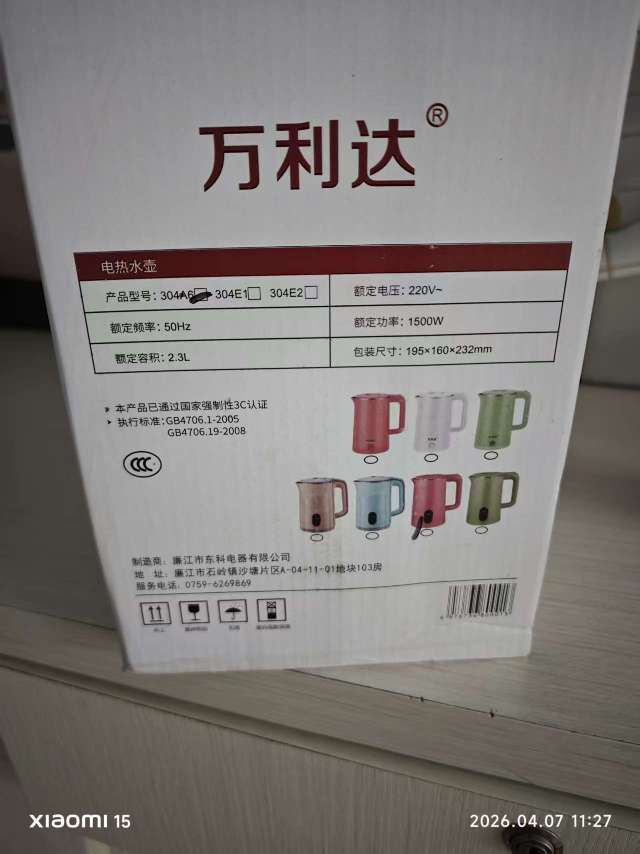 万利达®
电热水壶
产品型号：304A6 304E1□ 304E2□
额定电压：220V~
额定频率：50Hz
额定功率：1500W
额定容积：2.3L
包装尺寸：195×160×232mm
本产品已通过国家强制性3C认证
执行标准：GB4706.1-2005
GB4706.19-2008
CCC
制造商：廉江市东科电器有限公司
地 址：廉江市石岭镇沙塘片区A-04-11-01地块103房
服务电话：0759-6269869
向上
XIAOMI 15
2026.04.07 11:27